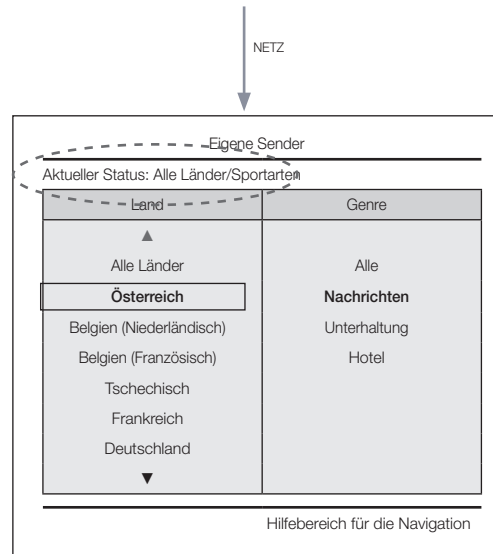 NETZ
Eigene Sender
Aktueller Status: Alle Länder/Sportarten
Land Genre
▲
Alle Länder Alle
Österreich Nachrichten
Belgien (Niederländisch) Unterhaltung
Belgien (Französisch) Hotel
Tschechisch
Frankreich
Deutschland
▼
Hilfebereich für die Navigation